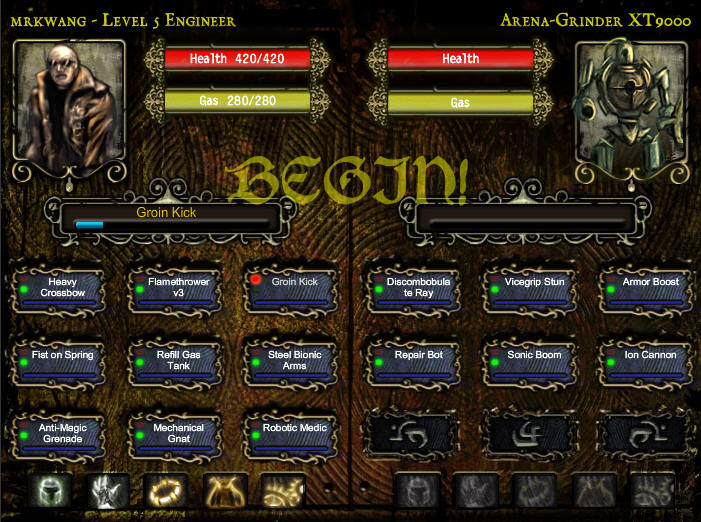 mrkwang - Level 5 Engineer
Arena-Grinder XT9000
Health 420/420
Health
Gas 280/280
Gas
BEGIN!
Groin Kick
Heavy
Crossbow
Flamethrower
v3
Groin Kick
Discombobula
te Ray
Vicegrip Stun
Armor Boost
Fist on Spring
Refill Gas
Tank
Steel Bionic
Arms
Repair Bot
Sonic Boom
Ion Cannon
Anti-Magic
Grenade
Mechanical
Gnat
Robotic Medic